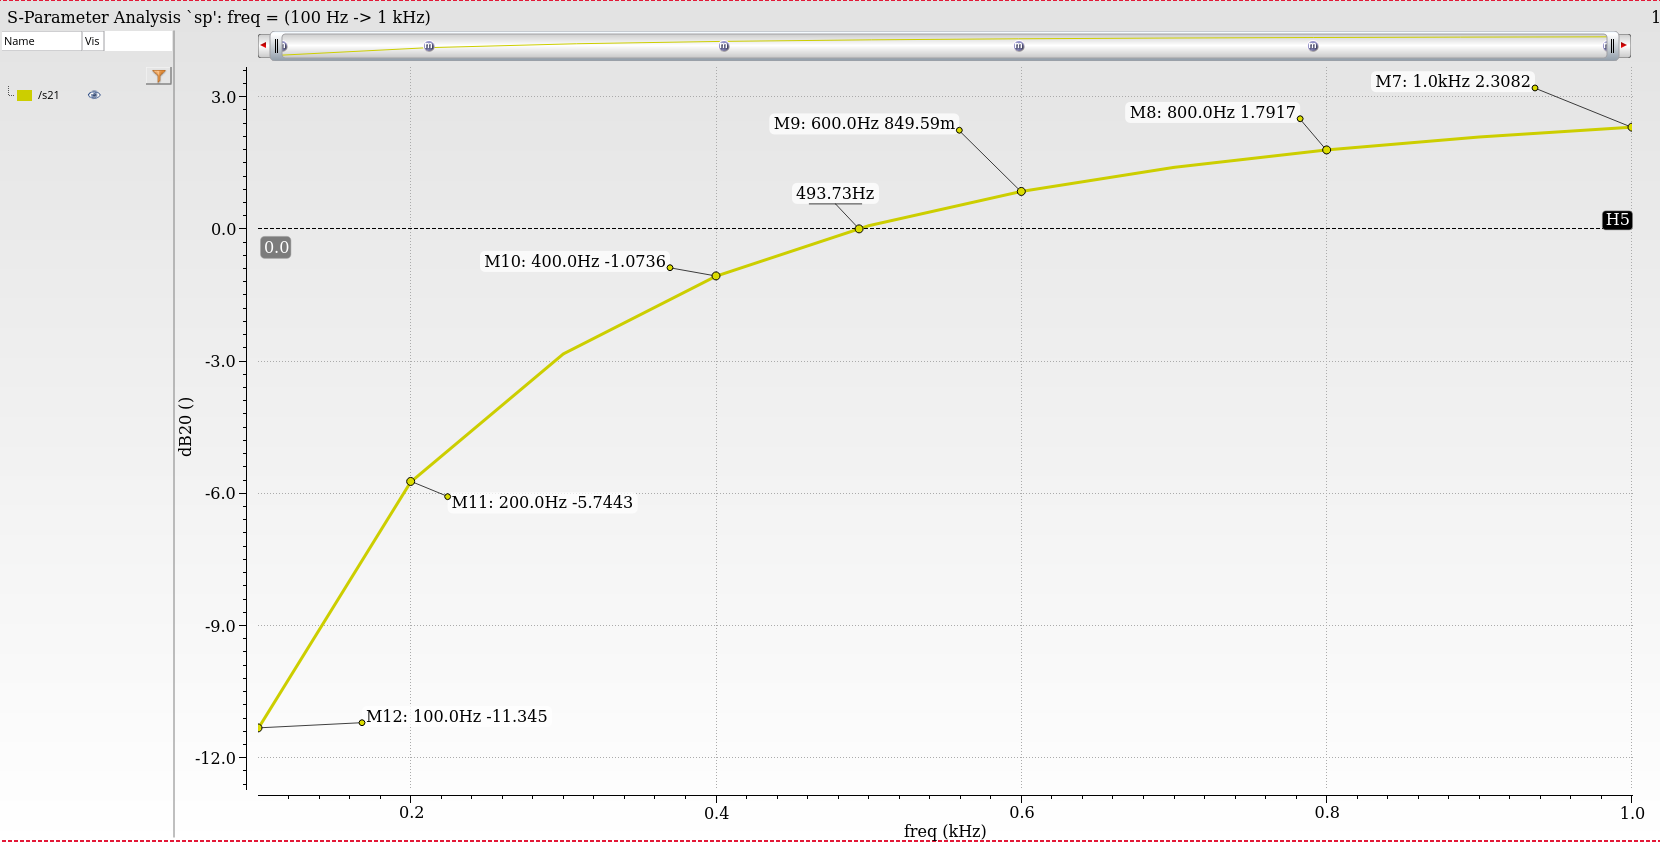 S-Parameter Analysis `sp': freq = (100 Hz -> 1 kHz)
1
Name Vis
/s21
M7: 1.0kHz 2.3082
3.0
M8: 800.0Hz 1.7917
M9: 600.0Hz 849.59m
493.73Hz
H5
0.0
0.0
M10: 400.0Hz -1.0736
-3.0
dB20 ()
-6.0
M11: 200.0Hz -5.7443
-9.0
M12: 100.0Hz -11.345
-12.0
0.2 0.4 0.6 0.8 1.0
freq (kHz)